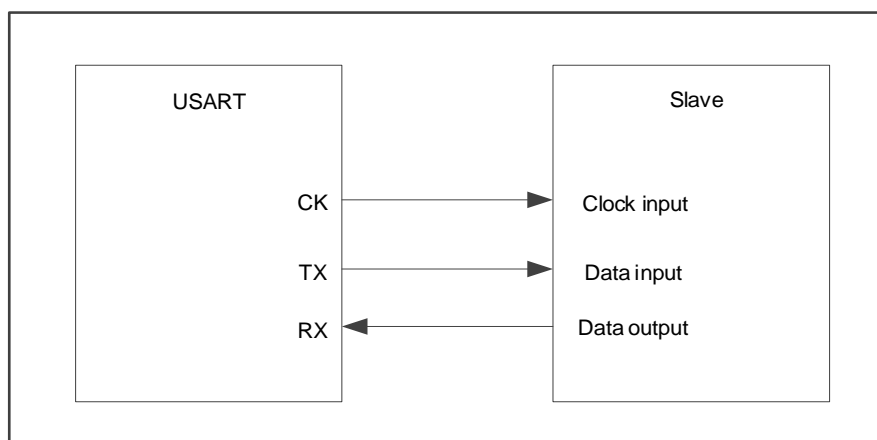 USART
Slave
CK
Clock input
TX
Data input
RX
Data output